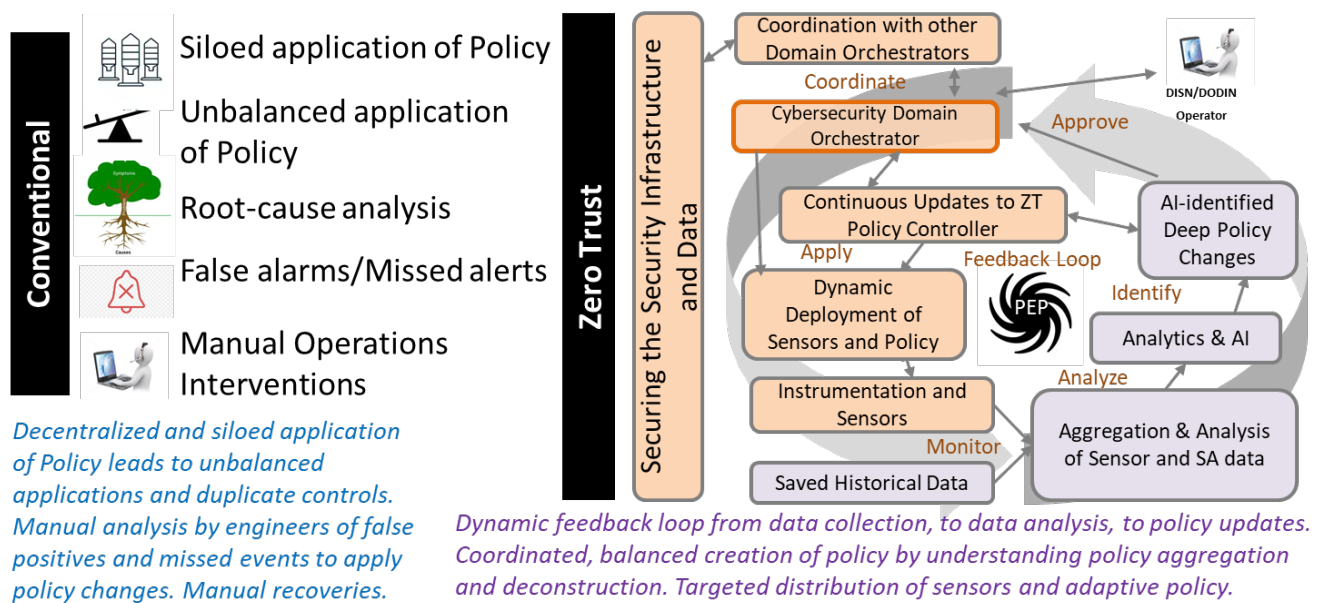 Conventional
Siloed application of Policy
Unbalanced application
of Policy
Symptoms
Root-cause analysis
Causes
False alarms/Missed alerts
Manual Operations
Interventions
Decentralized and siloed application
of Policy leads to unbalanced
applications and duplicate controls.
Manual analysis by engineers of false
positives and missed events to apply
policy changes. Manual recoveries.
Zero Trust
Securing the Security Infrastructure
and Data
Coordination with other
Domain Orchestrators
Coordinate
Cybersecurity Domain
Orchestrator
DISN/DODIN
Operator
Approve
Continuous Updates to ZT
Policy Controller
AI-identified
Deep Policy
Changes
Apply
Feedback Loop
PEP
Identify
Dynamic
Deployment of
Sensors and Policy
Analytics & AI
Analyze
Instrumentation and
Sensors
Monitor
Aggregation & Analysis
of Sensor and SA data
Saved Historical Data
Dynamic feedback loop from data collection, to data analysis, to policy updates.
Coordinated, balanced creation of policy by understanding policy aggregation
and deconstruction. Targeted distribution of sensors and adaptive policy.